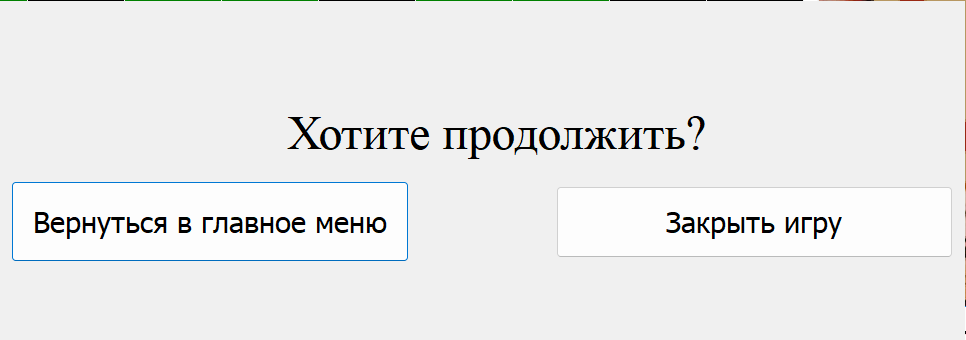 Хотите продолжить?
Вернуться в главное меню
Закрыть игру